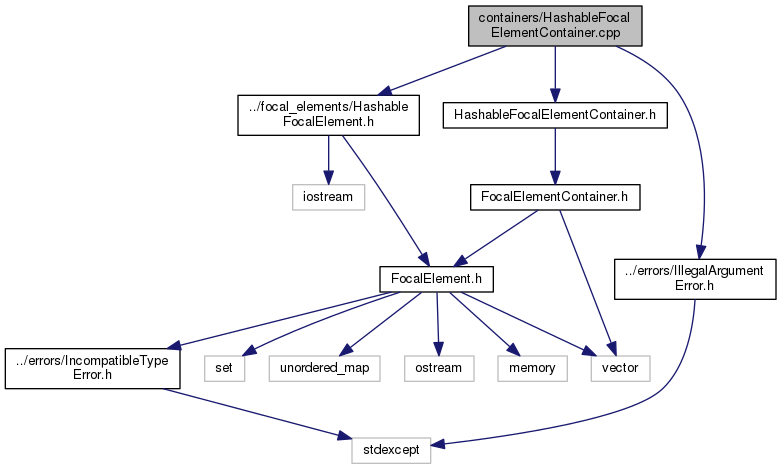 containers/HashableFocal
ElementContainer.cpp
../focal_elements/Hashable
FocalElement.h
HashableFocalElementContainer.h
iostream
FocalElementContainer.h
FocalElement.h
../errors/IllegalArgument
Error.h
../errors/IncompatibleType
Error.h
set
unordered_map
ostream
memory
vector
stdexcept